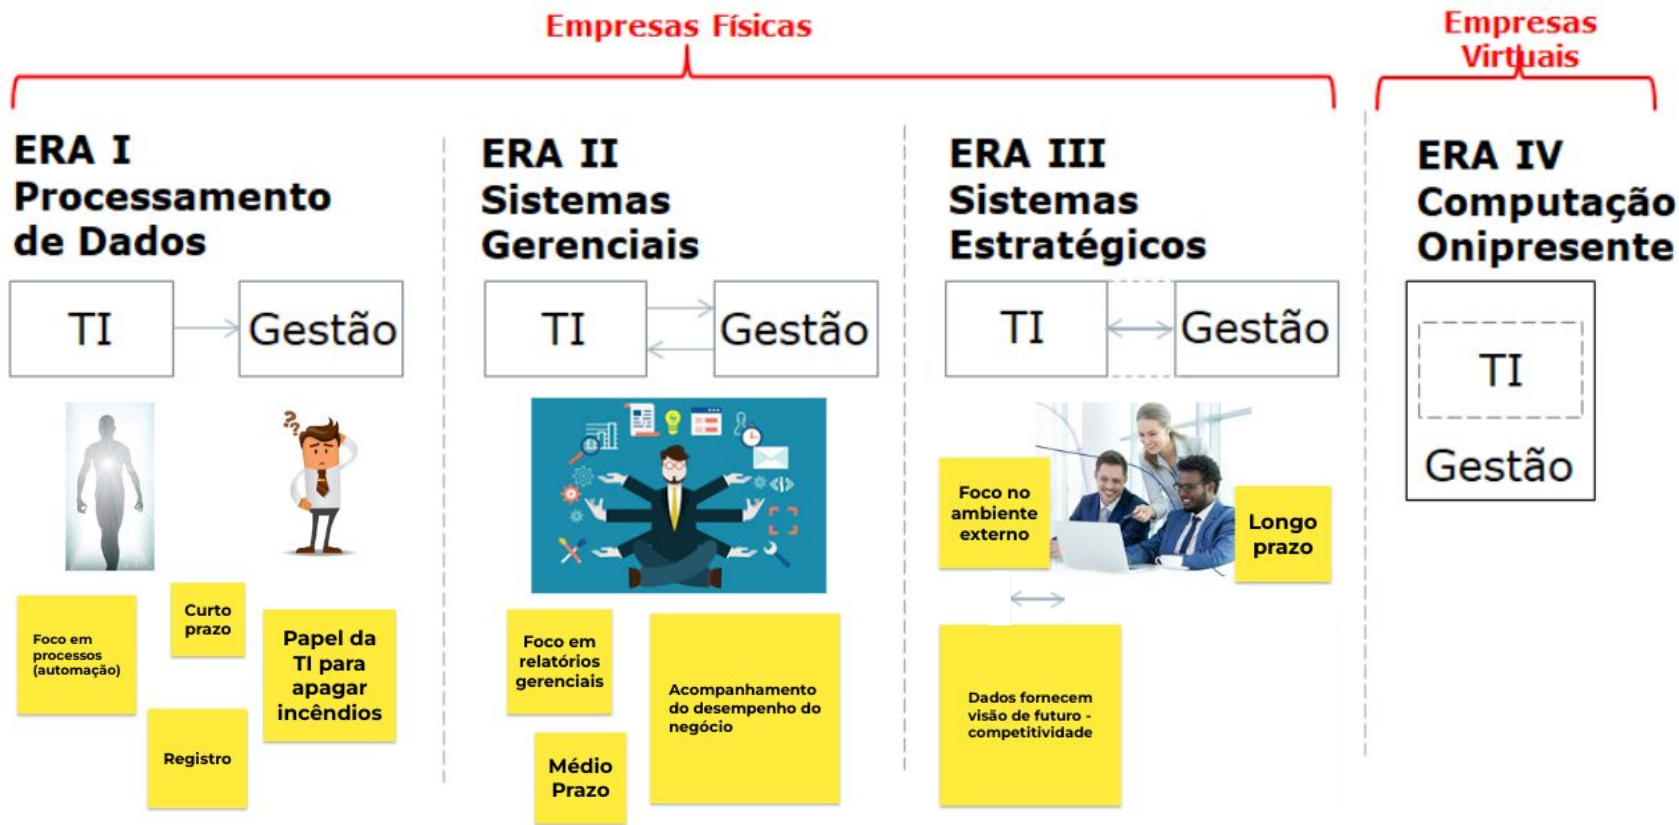 Empresas Físicas
Empresas
Virtuais
ERA I
Processamento
de Dados
TI
Gestão
Foco em
processos
(automação)
Curto
prazo
Registro
Papel da
TI para
apagar
incêndios
ERA II
Sistemas
Gerenciais
TI
Gestão
Foco em
relatórios
gerenciais
Médio
Prazo
Acompanhamento
do desempenho do
negócio
ERA III
Sistemas
Estratégicos
TI
Gestão
Foco no
ambiente
externo
Longo
prazo
Dados fornecem
visão de futuro -
competitividade
ERA IV
Computação
Onipresente
TI
Gestão